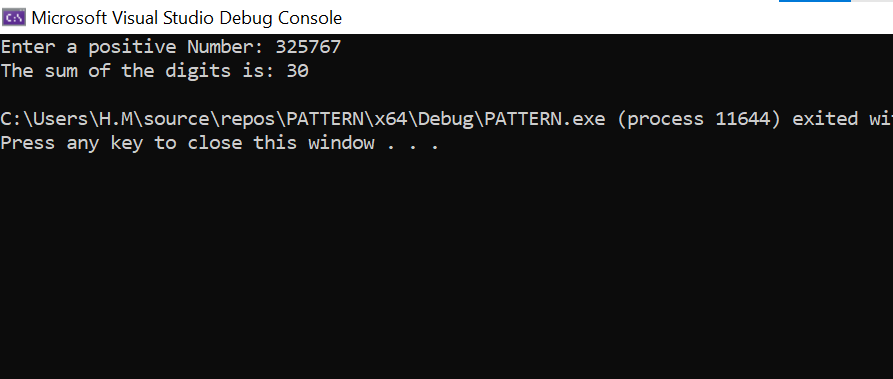 Microsoft Visual Studio Debug Console
Enter a positive Number: 325767
The sum of the digits is: 30
C:\Users\H.M\source\repos\PATTERN\x64\Debug\PATTERN.exe (process 11644) exited wi
Press any key to close this window . . .